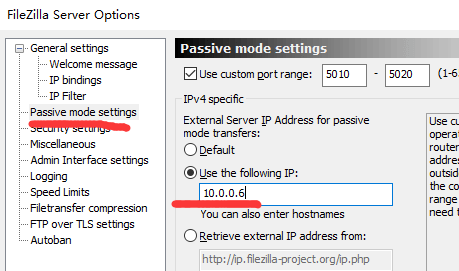 FileZilla Server Options
General settings
Welcome message
IP bindings
IP Filter
Passive mode settings
Security settings
Miscellaneous
Admin Interface settings
Logging
Speed Limits
Filetransfer compression
FTP over TLS settings
Autoban
Passive mode settings
Use custom port range: 5010 - 5020 (1-6
IPv4 specific
External Server IP Address for passive
mode transfers:
Default
Use the following IP:
10.0.0.6
You can also enter hostnames
Retrieve external IP address from:
http://ip.filezilla-project.org/ip.php
Use cu
operat
router
addres
outsid
the co
range
need t